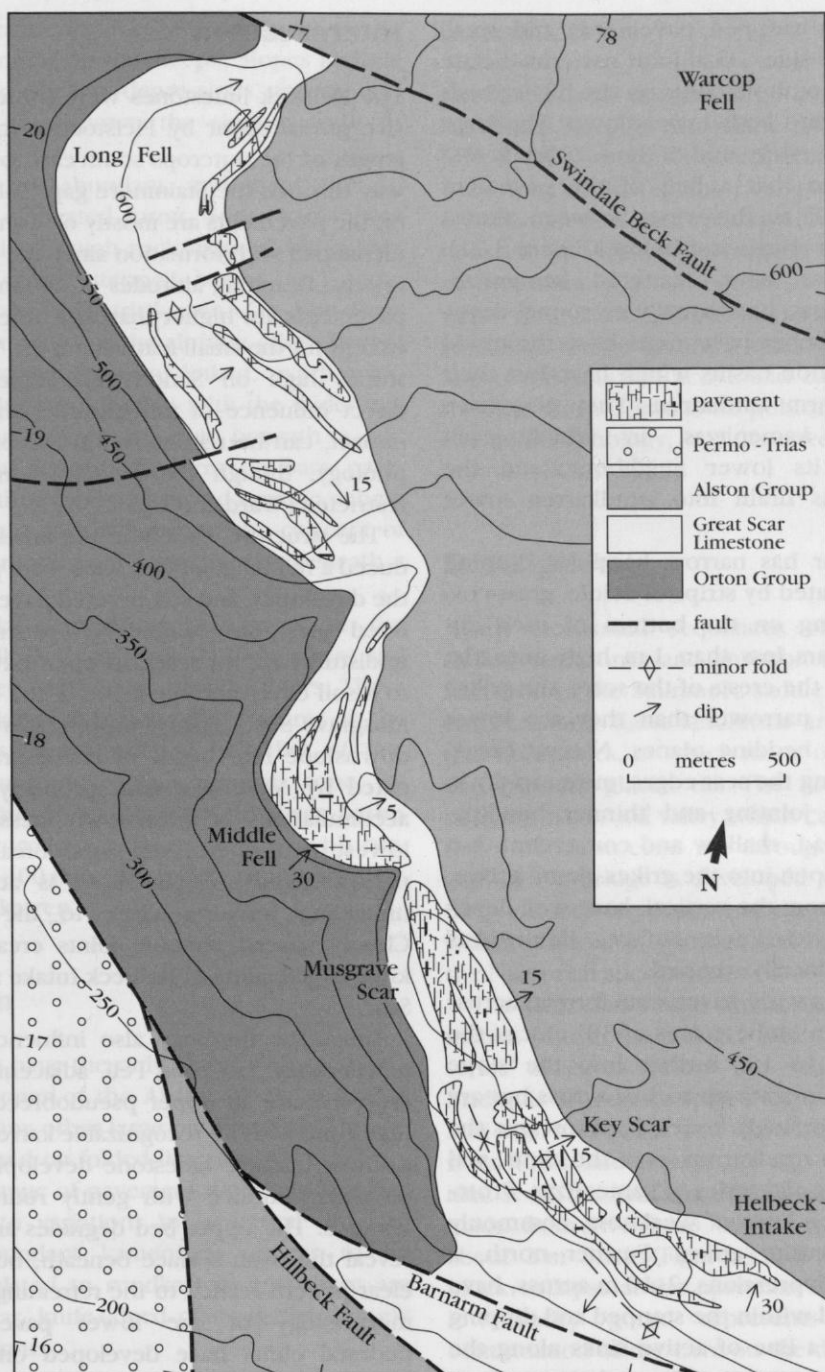 77
78
Warcop
Fell
20
Long Fell
Swindale Beck Fault
600
600
550
500
450
19
15
400
350
18
5
Middle
Fell
30
300
Musgrave
Scar
15
250
17
450
Key Scar
15
Helbeck
Intake
Hillbeck Fault
Barnarm Fault
30
200
16
pavement
Permo-Trias
Alston Group
Great Scar
Limestone
Orton Group
fault
minor fold
dip
0 metres 500
N